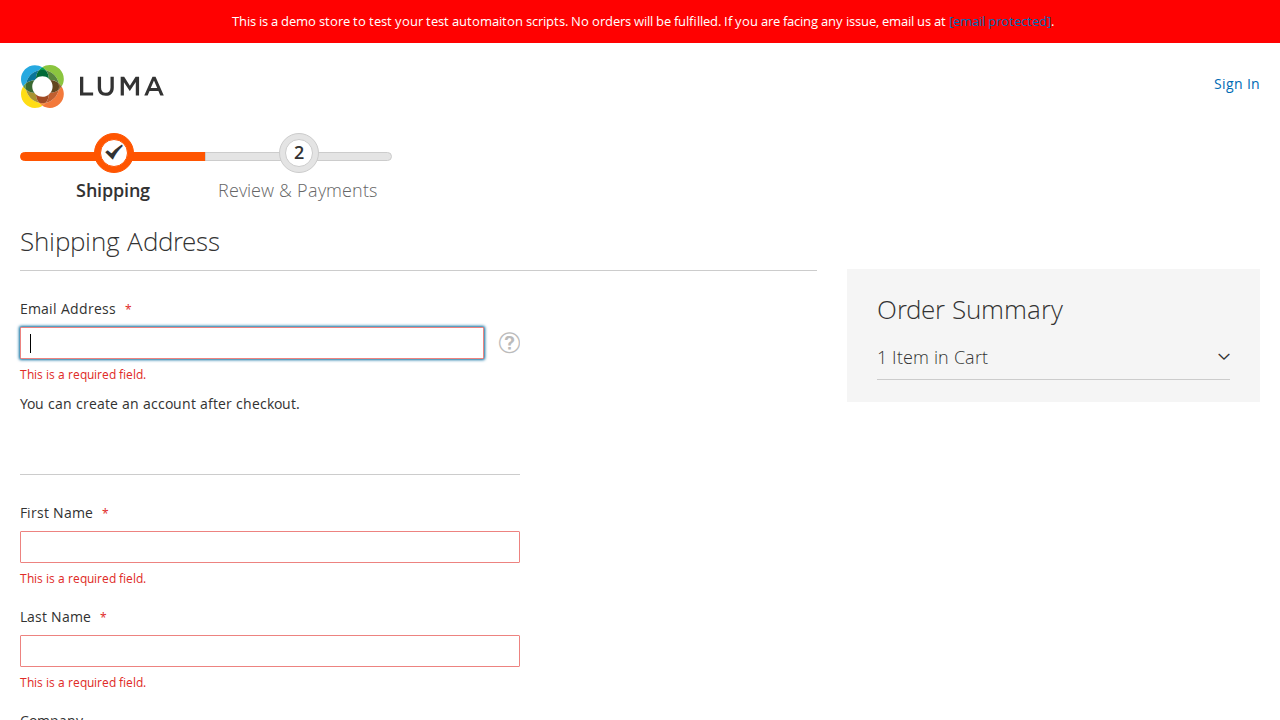 This is a demo store to test your test automaiton scripts. No orders will be fulfilled. If you are facing any issue, email us at [email protected].
LUMA
Sign In
2
Shipping
Review & Payments
Shipping Address
Email Address *
?
This is a required field.
You can create an account after checkout.
Order Summary
1 Item in Cart
First Name *
This is a required field.
Last Name *
This is a required field.
Company